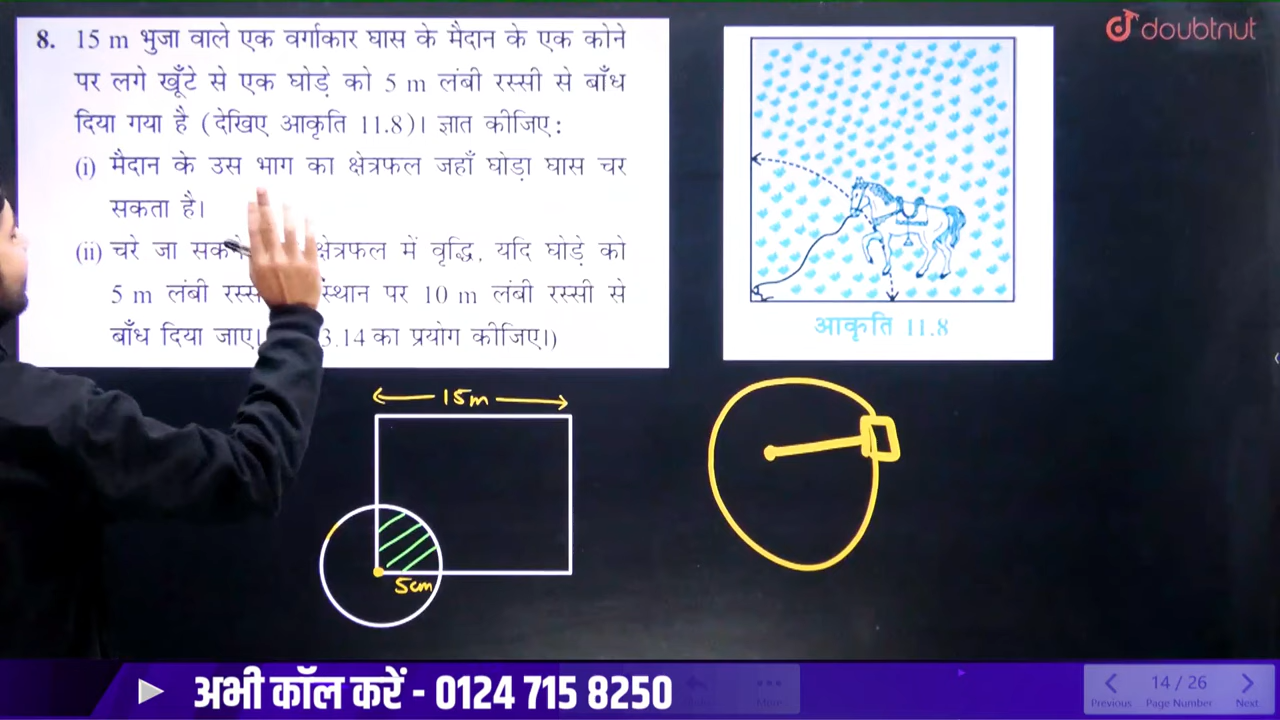 8. 15 m भुजा वाले एक वर्गाकार घास के मैदान के एक कोने
पर लगे खूँटे से एक घोड़े को 5 m लंबी रस्सी से बाँध
दिया गया है (देखिए आकृति 11.8)। ज्ञात कीजिए:
(i) मैदान के उस भाग का क्षेत्रफल जहाँ घोड़ा घास चर
सकता है।
(ii) चरे जा क्षेत्रफल में वृद्धि, यदि घोड़े को
5 m लंबी स्थान पर 10 m लंबी रस्सी से
बाँध दिया जाए। 3.14 का प्रयोग कीजिए।)
आकृति 11.8
doubtnut
15m
5cm
अभी कॉल करें - 0124 715 8250
14 / 26
Previous Page Number Next